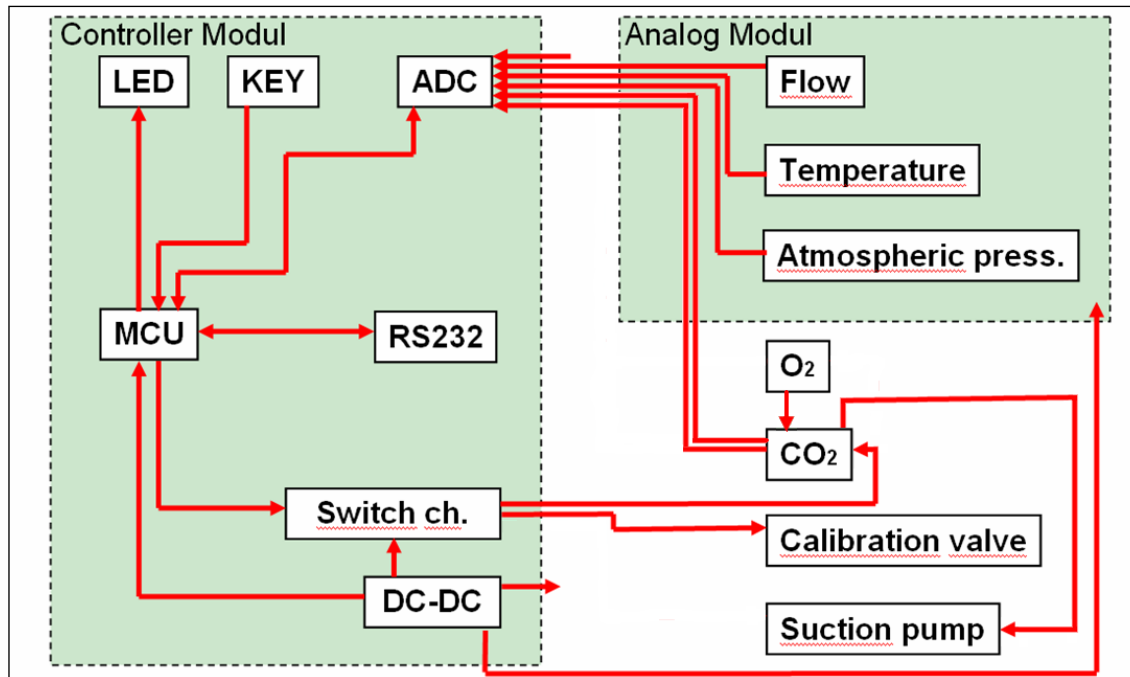 Controller Modul
Analog Modul
LED
KEY
ADC
Flow
Temperature
Atmospheric press.
MCU
RS232
O₂
CO₂
Switch ch.
Calibration valve
DC-DC
Suction pump